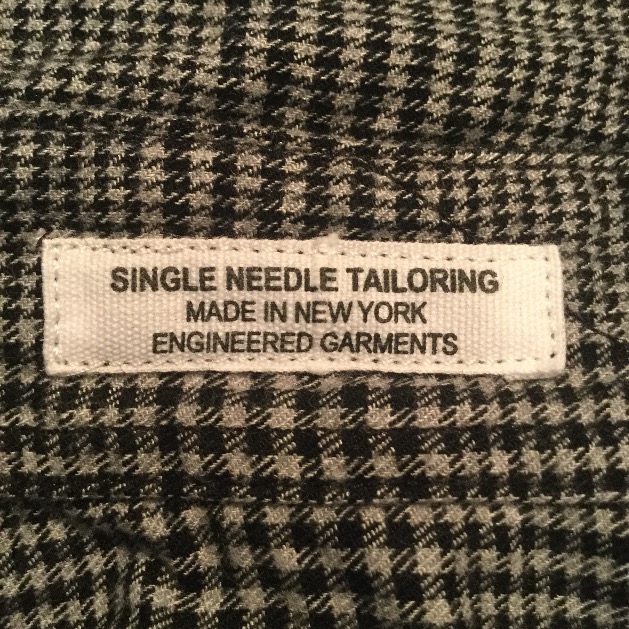 SINGLE NEEDLE TAILORING
MADE IN NEW YORK
ENGINEERED GARMENTS